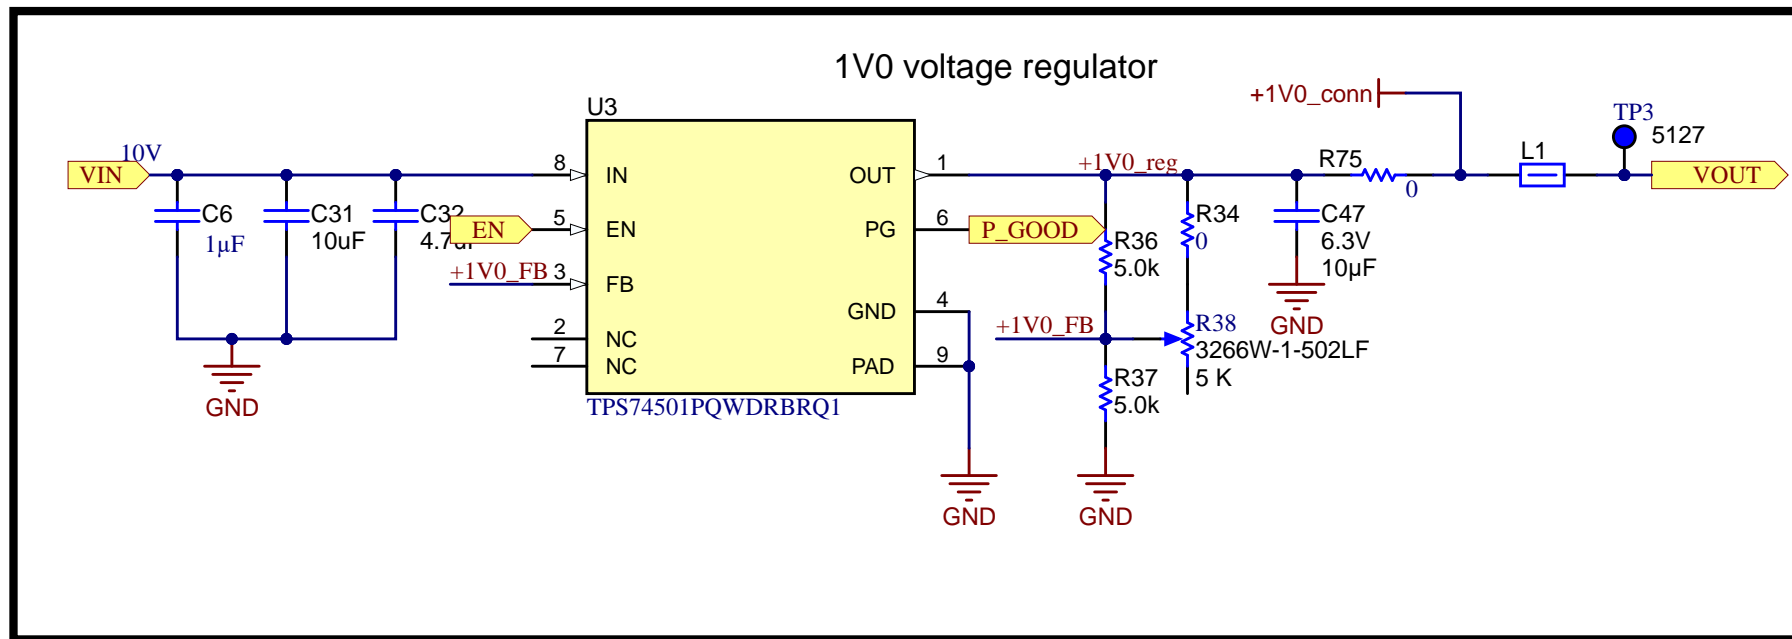 1V0 voltage regulator
+1V0_conn
TP3
5127
U3
10V
VIN
8
IN
OUT
1
+1V0_reg
R75
0
L1
VOUT
C6
1µF
C31
10uF
C32
4.7uF
EN
5
EN
PG
6
P_GOOD
R34
0
C47
6.3V
10µF
R36
5.0k
+1V0_FB
3
FB
GND
4
GND
+1V0_FB
R38
3266W-1-502LF
5 K
2
NC
7
NC
PAD
9
R37
5.0k
GND
TPS74501PQWDRBRQ1
GND
GND